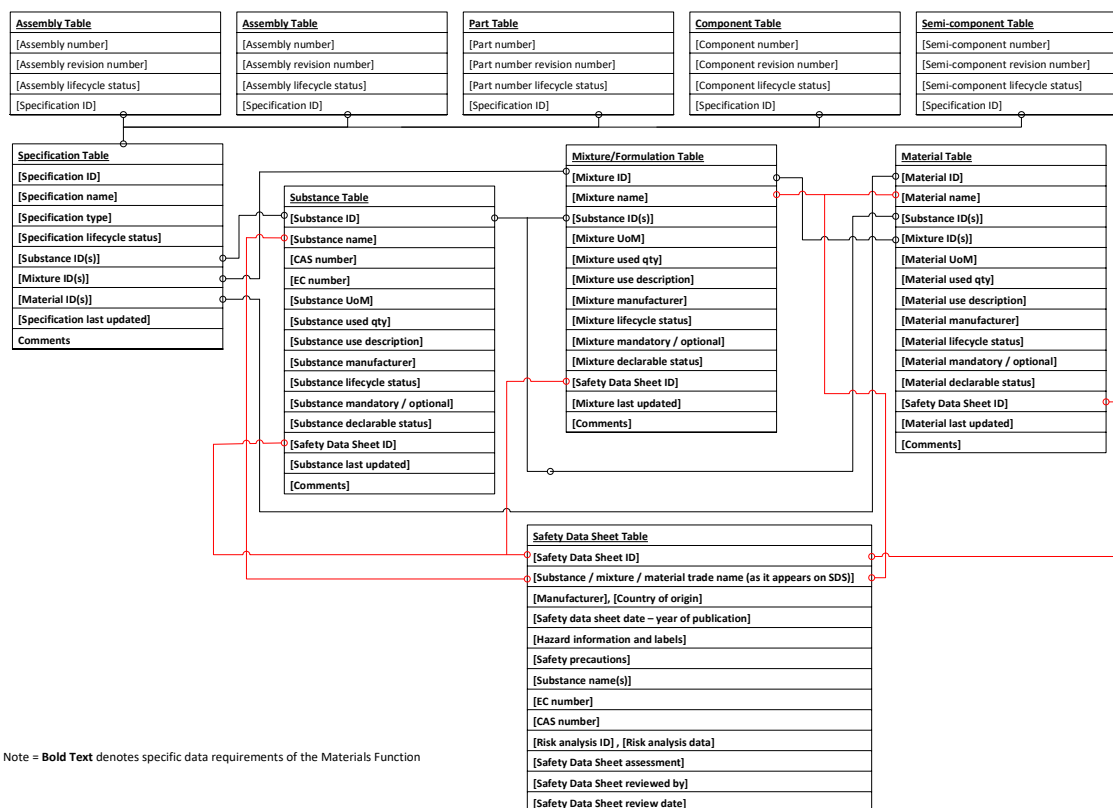 Assembly Table
[Assembly number]
[Assembly revision number]
[Assembly lifecycle status]
[Specification ID]
Assembly Table
[Assembly number]
[Assembly revision number]
[Assembly lifecycle status]
[Specification ID]
Part Table
[Part number]
[Part number revision number]
[Part number lifecycle status]
[Specification ID]
Component Table
[Component number]
[Component revision number]
[Component lifecycle status]
[Specification ID]
Semi-component Table
[Semi-component number]
[Semi-component revision number]
[Semi-component lifecycle status]
[Specification ID]
Specification Table
[Specification ID]
[Specification name]
[Specification type]
[Specification lifecycle status]
[Substance ID(s)]
[Mixture ID(s)]
[Material ID(s)]
[Specification last updated]
Comments
Substance Table
[Substance ID]
[Substance name]
[CAS number]
[EC number]
[Substance UoM]
[Substance used qty]
[Substance use description]
[Substance manufacturer]
[Substance lifecycle status]
[Substance mandatory / optional]
[Substance declarable status]
[Safety Data Sheet ID]
[Substance last updated]
[Comments]
Mixture/Formulation Table
[Mixture ID]
[Mixture name]
[Substance ID(s)]
[Mixture UoM]
[Mixture used qty]
[Mixture use description]
[Mixture manufacturer]
[Mixture lifecycle status]
[Mixture mandatory / optional]
[Mixture declarable status]
[Safety Data Sheet ID]
[Mixture last updated]
[Comments]
Material Table
[Material ID]
[Material name]
[Substance ID(s)]
[Mixture ID(s)]
[Material UoM]
[Material used qty]
[Material use description]
[Material manufacturer]
[Material lifecycle status]
[Material mandatory / optional]
[Material declarable status]
[Safety Data Sheet ID]
[Material last updated]
[Comments]
Safety Data Sheet Table
[Safety Data Sheet ID]
[Substance / mixture / material trade name (as it appears on SDS)]
[Manufacturer], [Country of origin]
[Safety data sheet date – year of publication]
[Hazard information and labels]
[Safety precautions]
[Substance name(s)]
[EC number]
[CAS number]
[Risk analysis ID] , [Risk analysis data]
[Safety Data Sheet assessment]
[Safety Data Sheet reviewed by]
[Safety Data Sheet review date]
Note = Bold Text denotes specific data requirements of the Materials Function